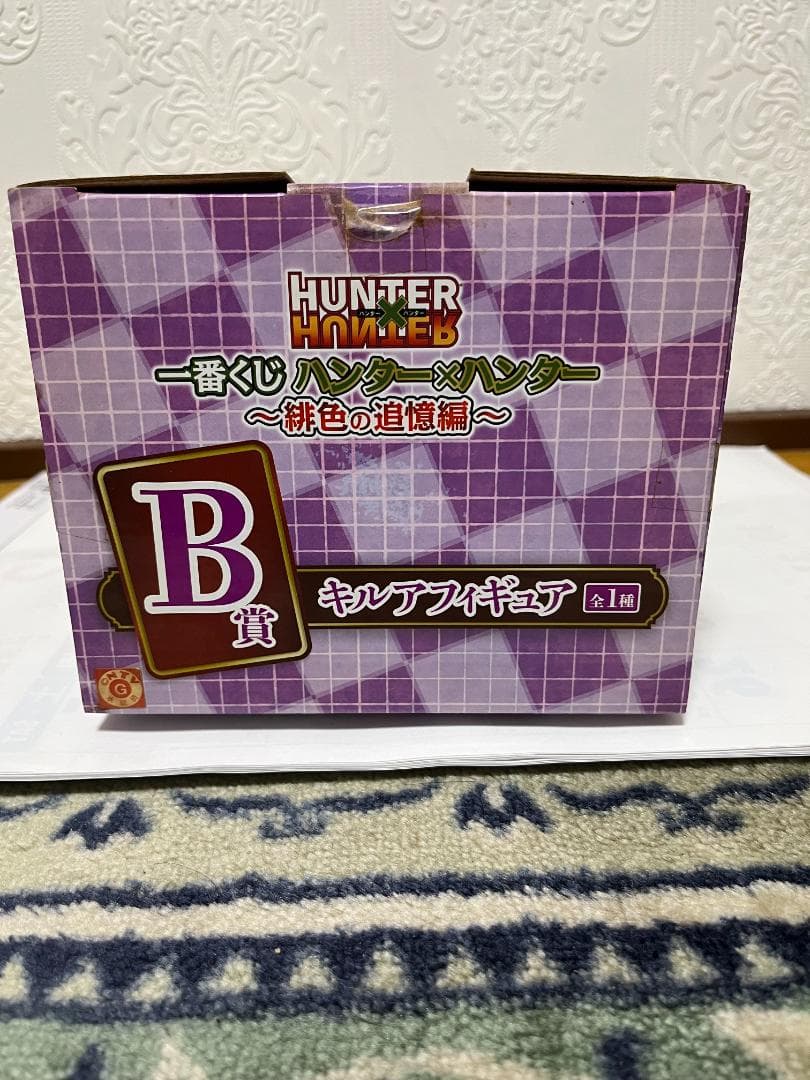 HUNTER
ハンター×ハンター
HUNTER
一番くじ ハンター×ハンター
～緋色の追憶編～
B賞
キルアフィギュア 全1種
CNTV
G